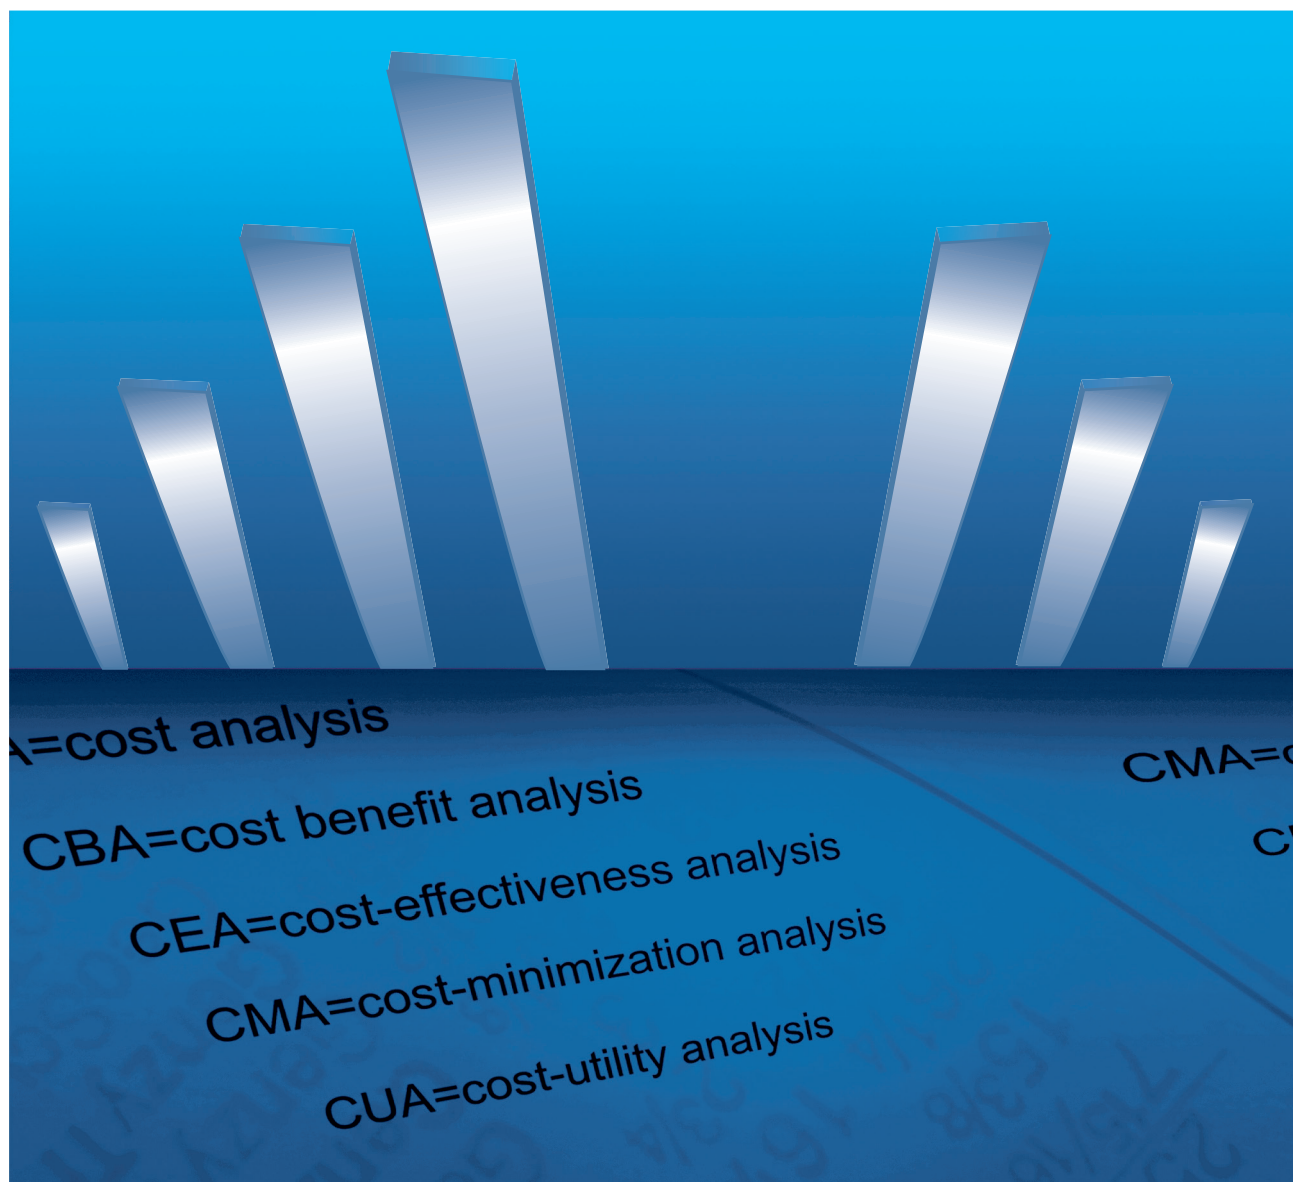 A=cost analysis
CBA=cost benefit analysis
CEA=cost-effectiveness analysis
CMA=cost-minimization analysis
CUA=cost-utility analysis
CMA=c